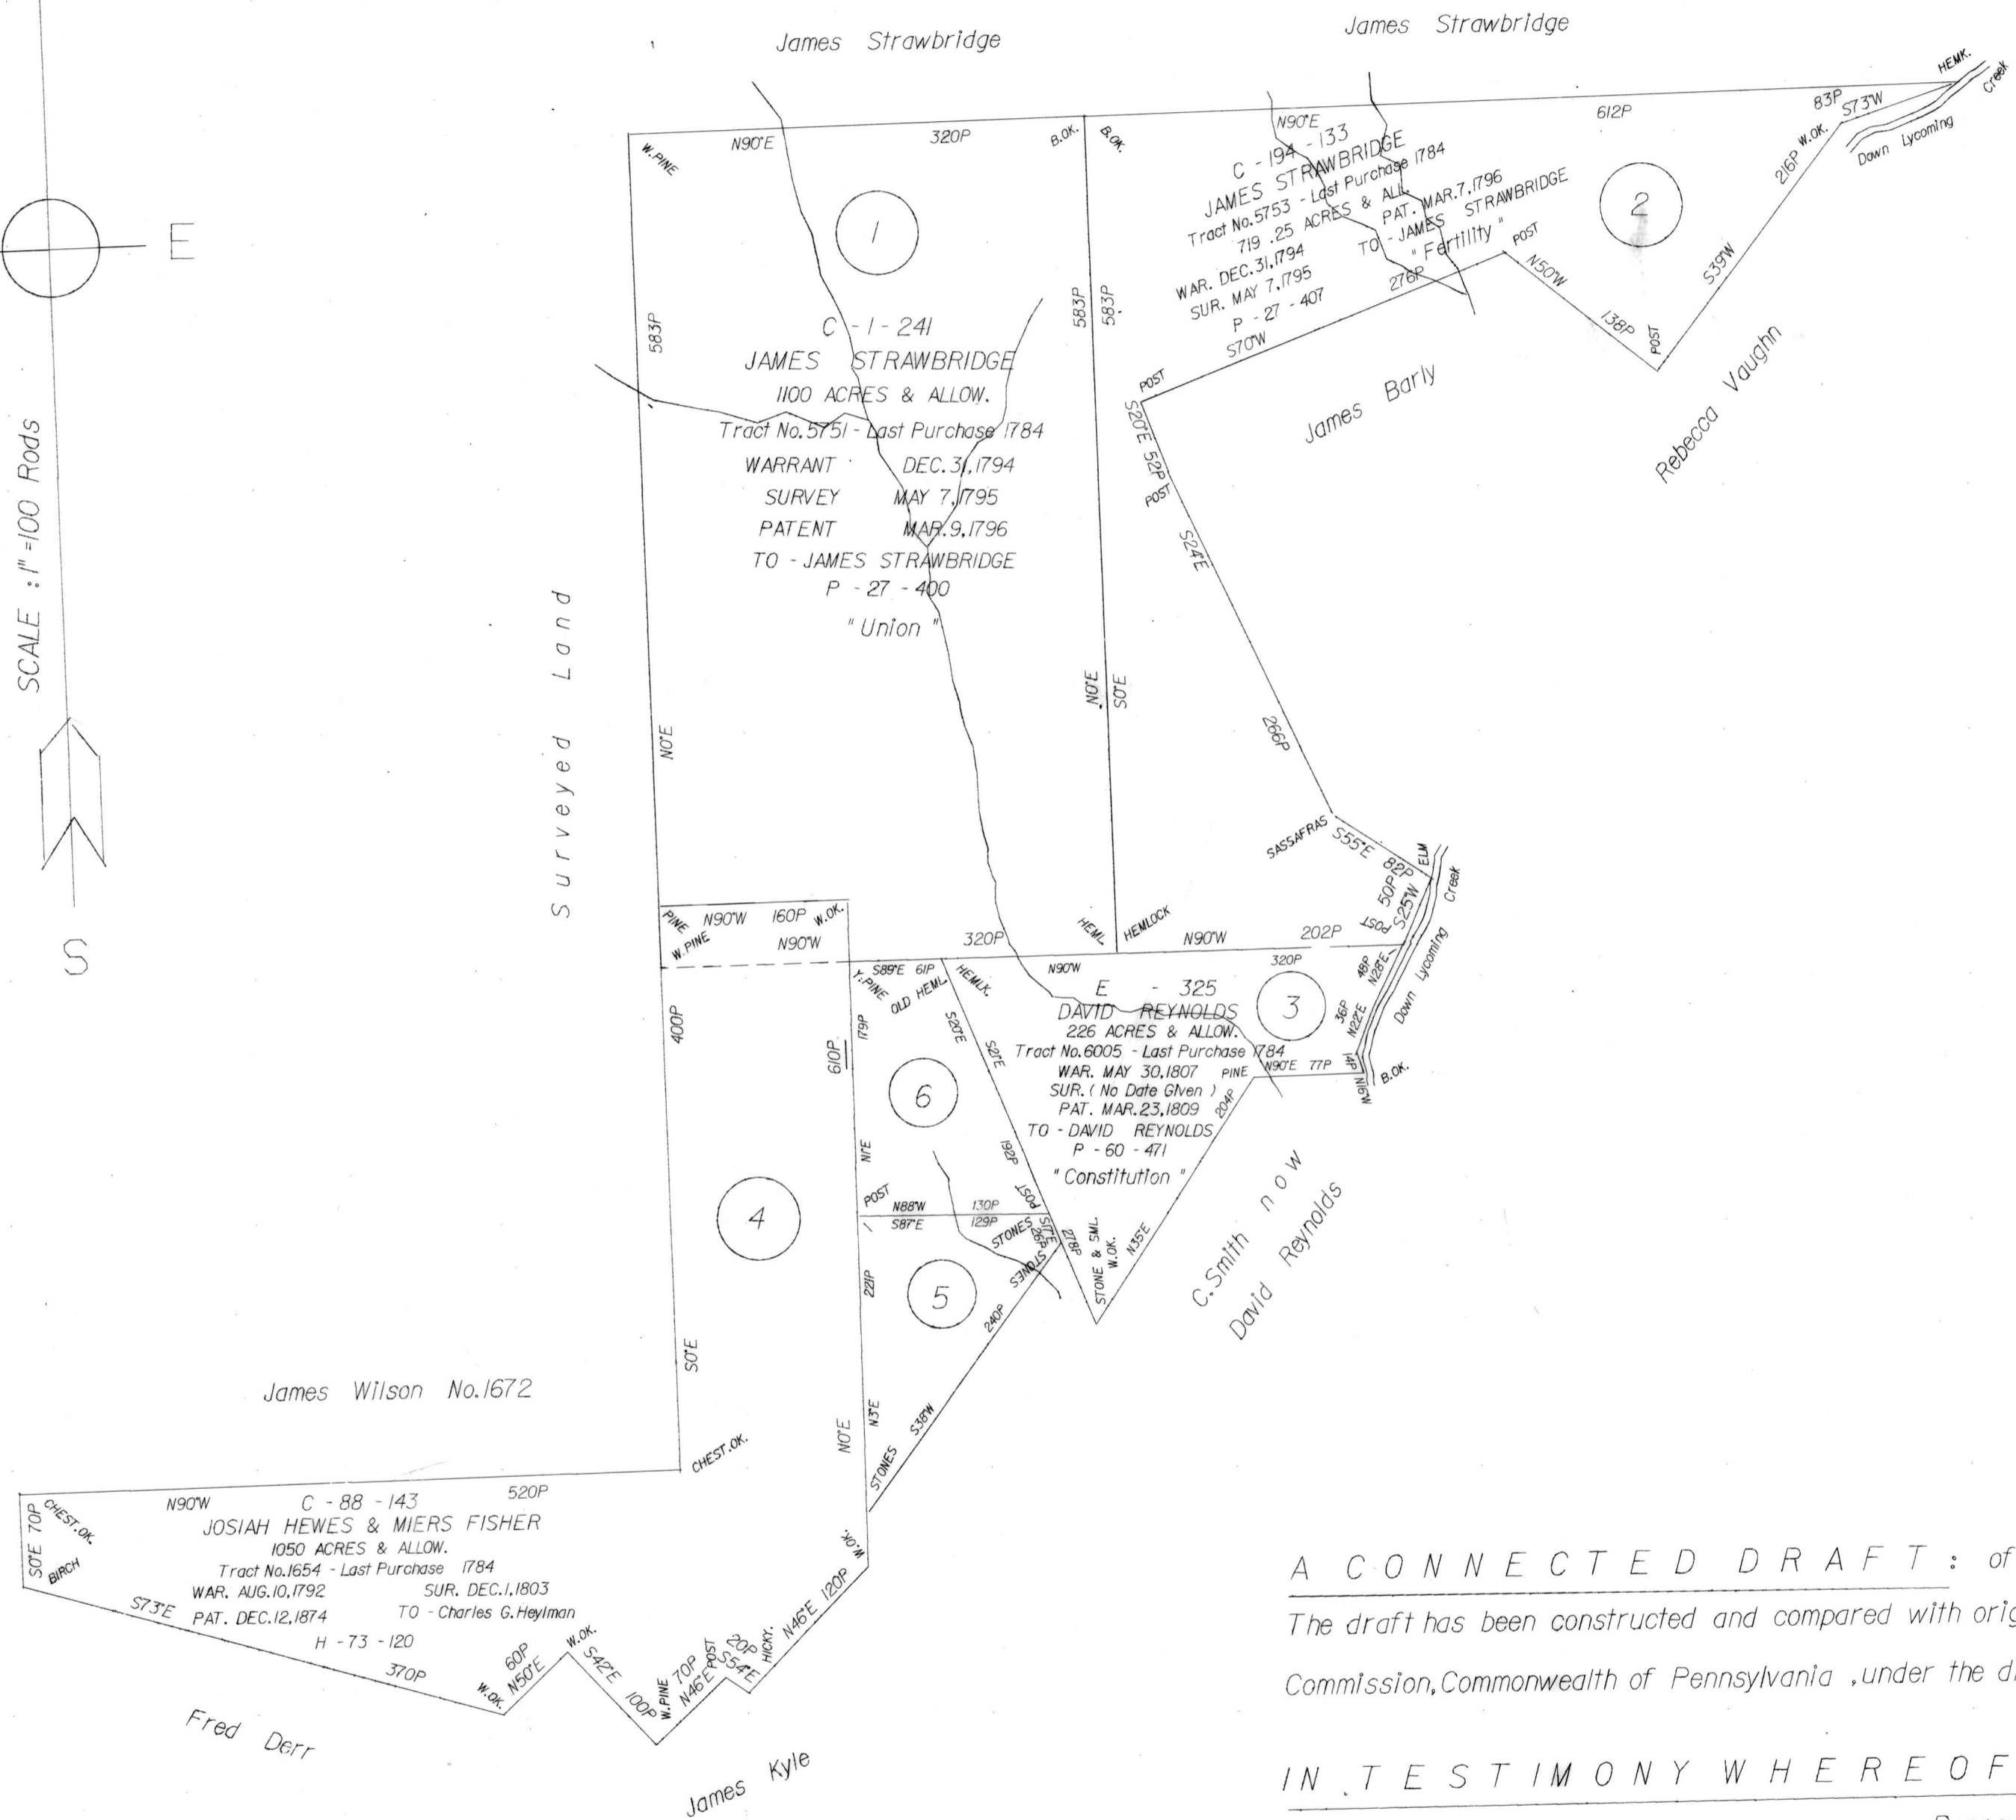 James Strawbridge
James Strawbridge
E
SCALE : 1"=100 Rods
S
Surveyed Land
W.PINE
N90°E
320P
B.OK.
B.OK.
N90°E
612P
83P
S73°W
HEMK.
Down Lycoming Creek
W.OK.
216P
S39°W
1
2
583P
583P
583P
C - 1 - 241
JAMES STRAWBRIDGE
1100 ACRES & ALLOW.
Tract No.5751 - Last Purchase 1784
WARRANT DEC.31,1794
SURVEY MAY 7,1795
PATENT MAR.9,1796
TO - JAMES STRAWBRIDGE
P - 27 - 400
"Union"
C - 194 - 133
JAMES STRAWBRIDGE
Tract No.5753 - Last Purchase 1784
719 .25 ACRES & ALL.
WAR. DEC.31,1794 PAT. MAR.7,1796
SUR. MAY 7,1795 TO - JAMES STRAWBRIDGE
P - 27 - 407 "Fertility"
S70°W
276P
POST
N50°W
138P
POST
James Barly
Rebecca Vaughn
POST
S20°E 52P
POST
S24°E
266P
N0°E
N0°E
S0°E
SASSAFRAS
S55°E 82P
ELM
50P
S25°W
POST
Down Lycoming Creek
PINE
N90°W 160P
W.OK.
W.PINE
N90°W
320P
HEML.
HEMLOCK
N90°W
202P
S89°E 61P
Y.PINE
OLD HEML
HEMLK.
N90°W
320P
48P
N28°E
36P
N22°E
14P
N16°W
B.OK.
E - 325
DAVID REYNOLDS
226 ACRES & ALLOW.
Tract No.6005 - Last Purchase 1784
WAR. MAY 30,1807
SUR. ( No Date Given )
PAT. MAR.23,1809
TO - DAVID REYNOLDS
P - 60 - 471
"Constitution"
3
PINE
N90°E 77P
204P
N35°E
C.Smith now
David Reynolds
400P
610P
179P
S20°E
S21°E
6
N1°E
192P
POST
POST
N88°W 130P
S87°E 129P
STONES
S17°E
26P
STONES
278P
STONE & SML.
W.OK.
4
5
221P
240P
S0°E
N0°E
N3°E
S38°W
STONES
James Wilson No.1672
CHEST.OK.
N90°W
520P
S0°E 70P
CHEST.OK.
BIRCH
C - 88 - 143
JOSIAH HEWES & MIERS FISHER
1050 ACRES & ALLOW.
Tract No.1654 - Last Purchase 1784
WAR. AUG.10,1792 SUR. DEC.1,1803
PAT. DEC.12,1874 TO - Charles G.Heylman
H - 73 - 120
S73°E
370P
W.OK.
60P
N50°E
W.OK.
S42°E 100P
W.PINE
70P
N46°E
POST
20P
S54°E
HICKY.
N46°E 120P
W.OK.
Fred Derr
James Kyle
A CONNECTED DRAFT : of
The draft has been constructed and compared with orig
Commission,Commonwealth of Pennsylvania ,under the d
IN TESTIMONY WHEREOF